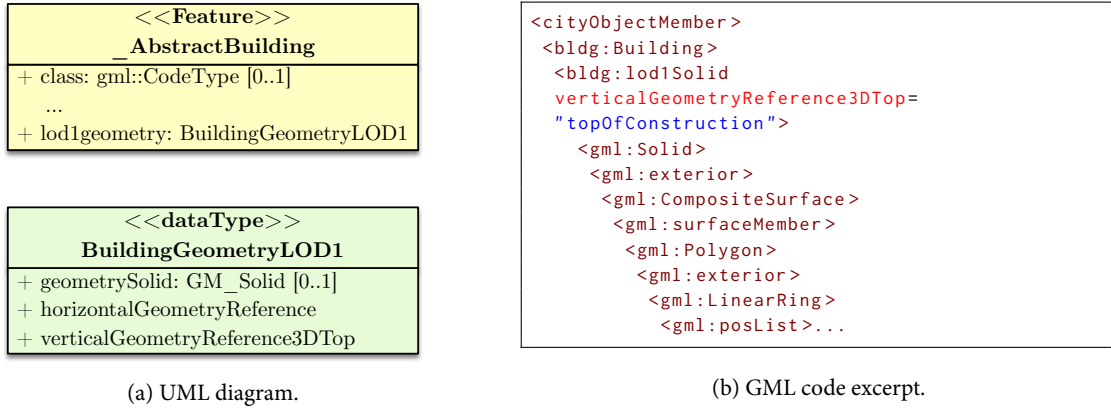 <<Feature>>
_AbstractBuilding
+ class: gml::CodeType [0..1]
...
+ lod1geometry: BuildingGeometryLOD1
<<dataType>>
BuildingGeometryLOD1
+ geometrySolid: GM_Solid [0..1]
+ horizontalGeometryReference
+ verticalGeometryReference3DTop
(a) UML diagram.
<cityObjectMember>
<bldg:Building>
<bldg:lod1Solid
verticalGeometryReference3DTop=
"topOfConstruction">
<gml:Solid>
<gml:exterior>
<gml:CompositeSurface>
<gml:surfaceMember>
<gml:Polygon>
<gml:exterior>
<gml:LinearRing>
<gml:posList>...
(b) GML code excerpt.